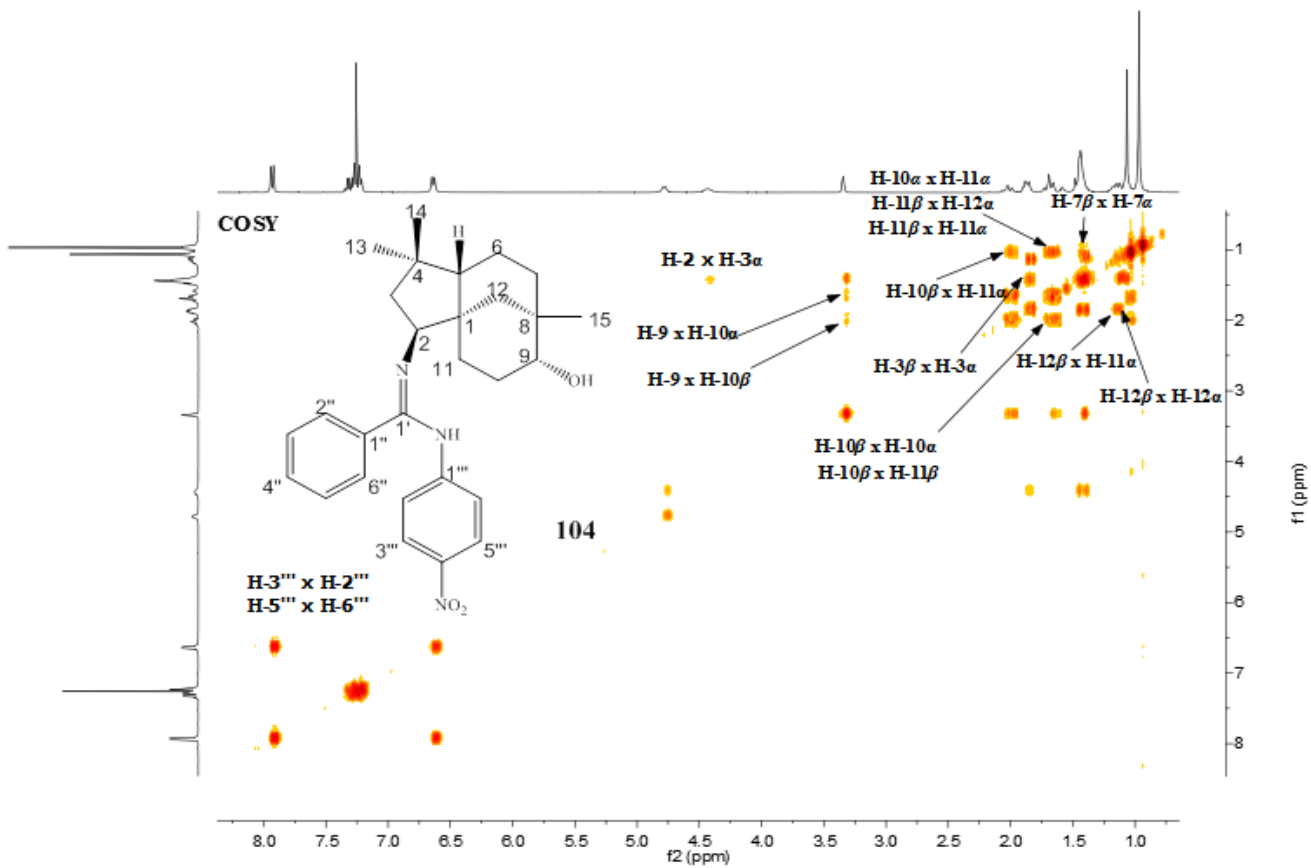 H-10α x H-11α
H-11β x H-12α
H-11β x H-11α
H-7β x H-7α
COSY
14
H
13
6
4
12
H-2 x H-3α
H-10β x H-11α
1
8
15
2
9
H-9 x H-10α
11
OH
N
H-9 x H-10β
H-3β x H-3α
H-12β x H-11α
H-12β x H-12α
2''
1'
NH
1''
H-10β x H-10α
H-10β x H-11β
4''
6''
1'''
104
3'''
5'''
H-3''' x H-2'''
H-5''' x H-6'''
NO2
1.0
2.0
3.0
4.0
5
6
7
8
f1 (ppm)
8.0 7.5 7.0 6.5 6.0 5.5 5.0 4.5 4.0 3.5 3.0 2.5 2.0 1.5 1.0
f2 (ppm)